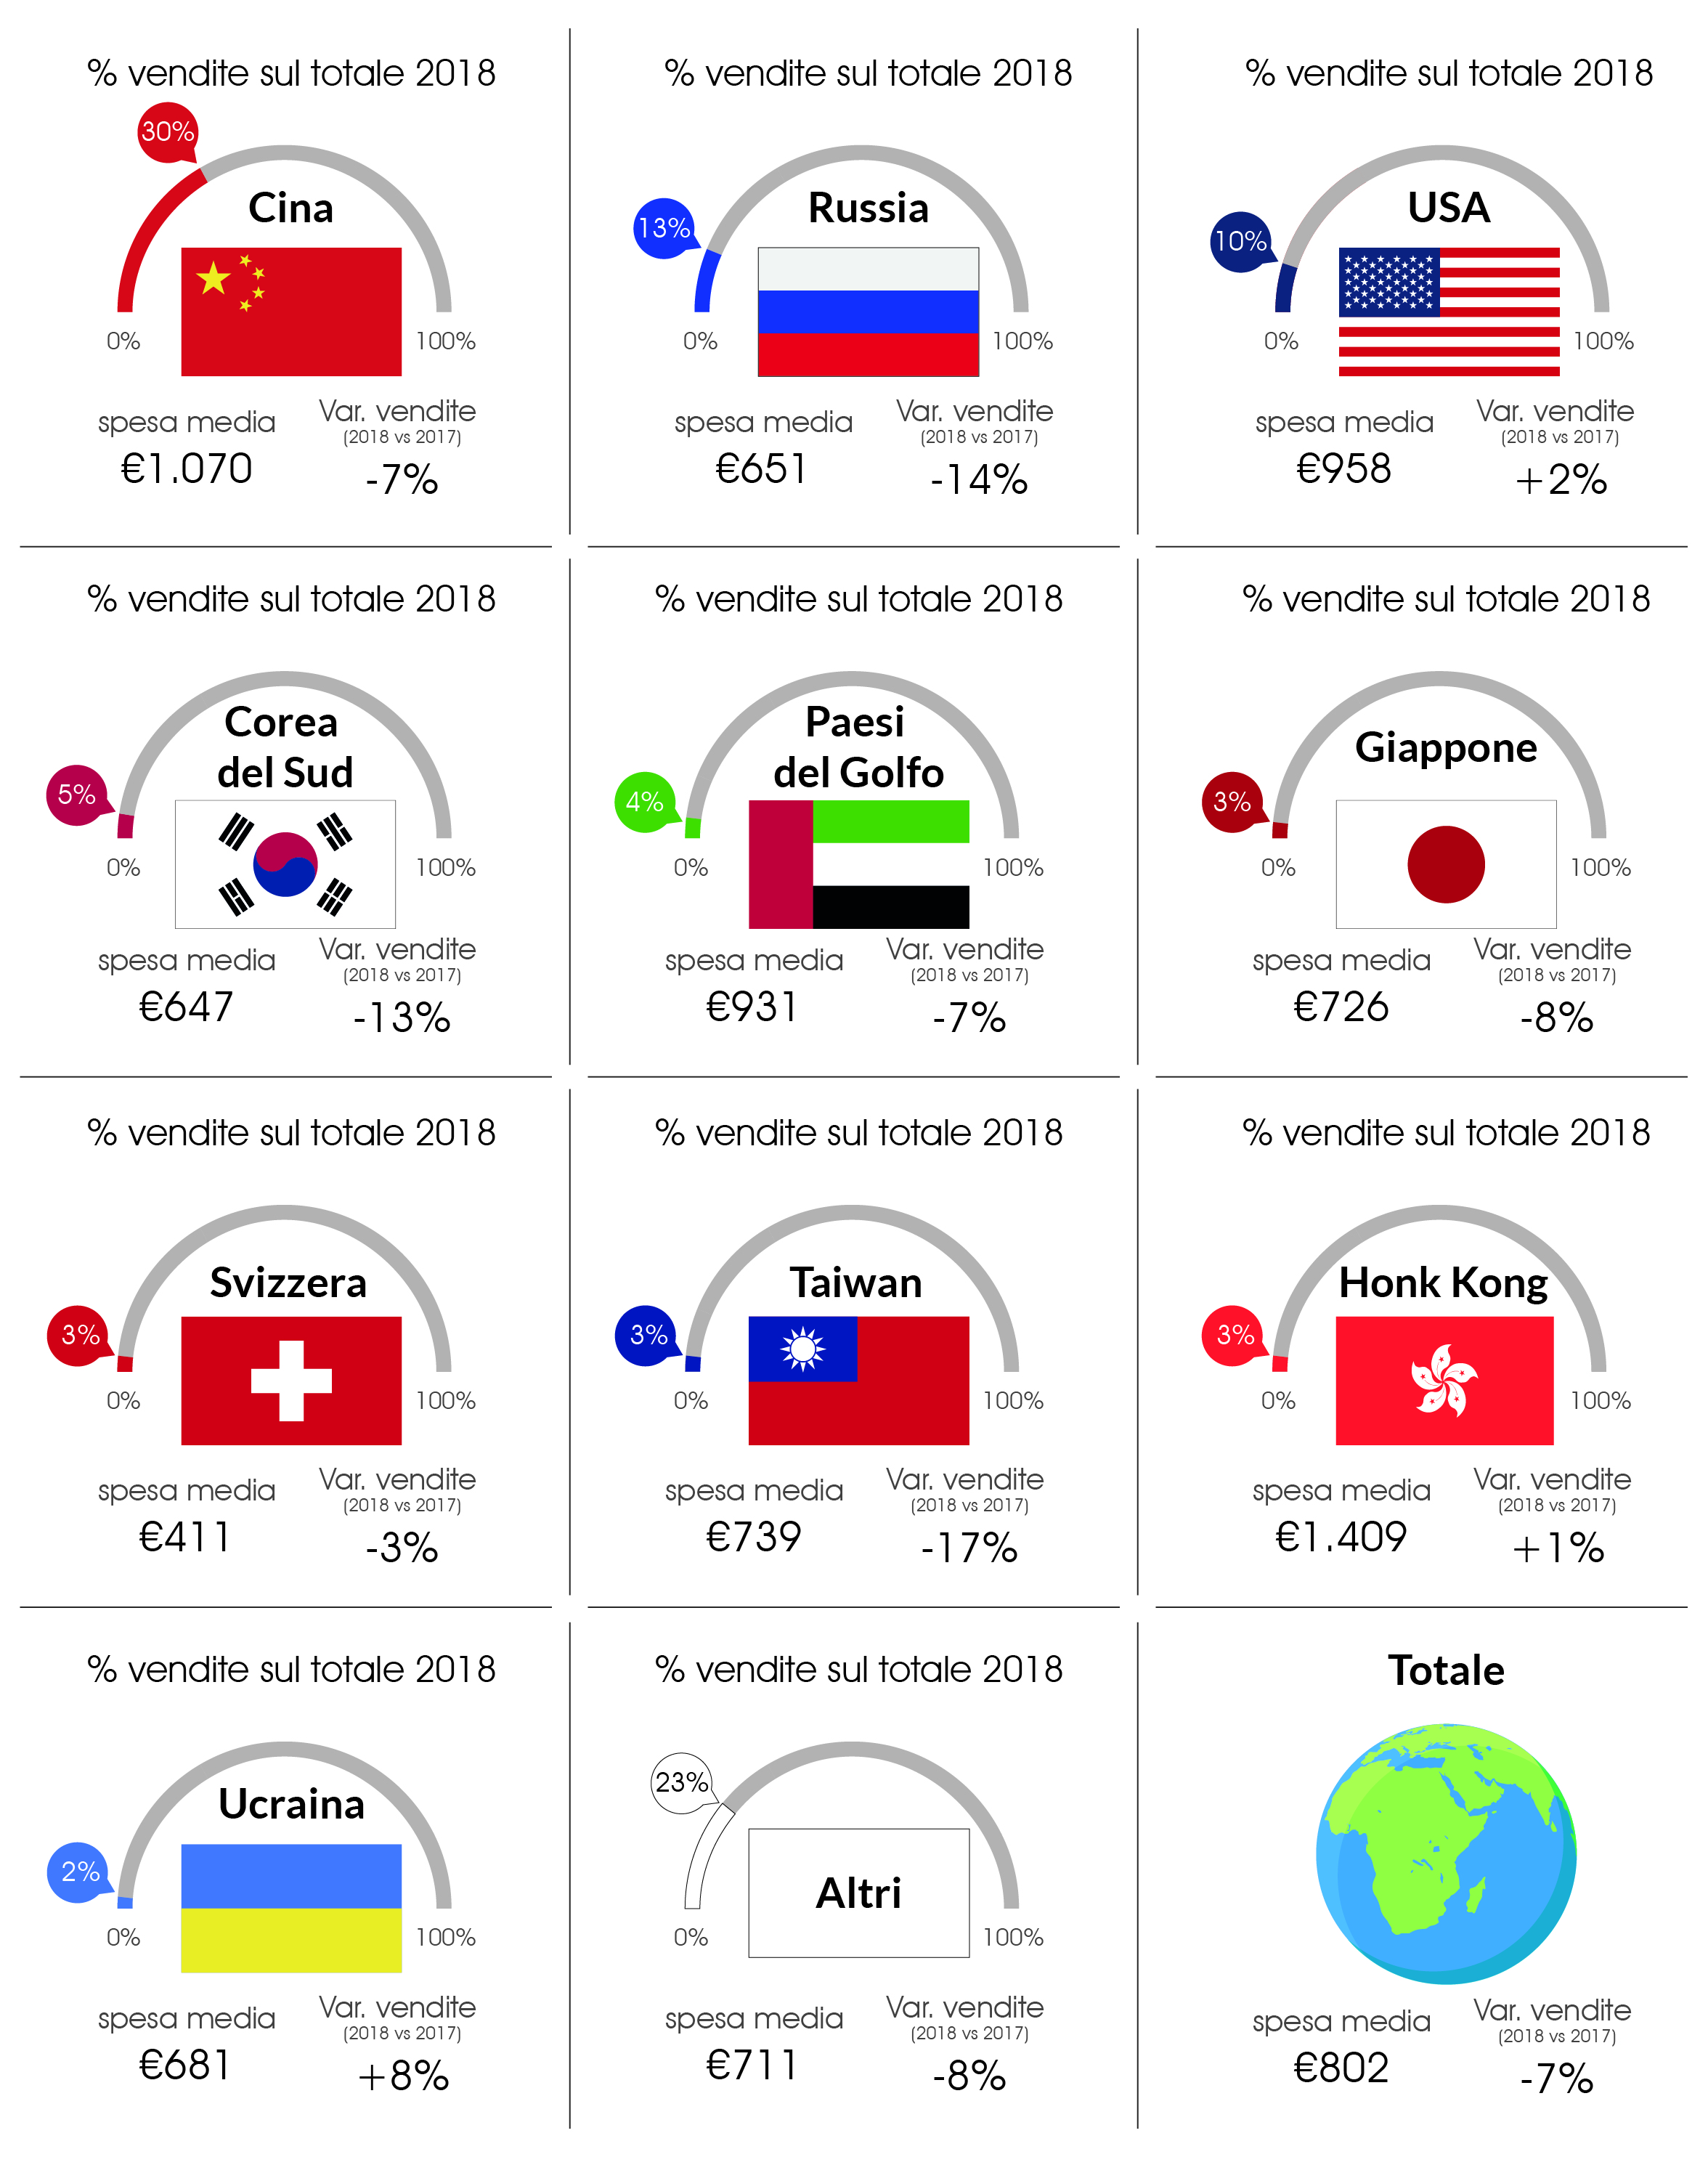 % vendite sul totale 2018
30%
Cina
0%
100%
spesa media
€1.070
Var. vendite
(2018 vs 2017)
-7%
% vendite sul totale 2018
13%
Russia
0%
100%
spesa media
€651
Var. vendite
(2018 vs 2017)
-14%
% vendite sul totale 2018
10%
USA
0%
100%
spesa media
€958
Var. vendite
(2018 vs 2017)
+2%
% vendite sul totale 2018
5%
Corea
del Sud
0%
100%
spesa media
€647
Var. vendite
(2018 vs 2017)
-13%
% vendite sul totale 2018
4%
Paesi
del Golfo
0%
100%
spesa media
€931
Var. vendite
(2018 vs 2017)
-7%
% vendite sul totale 2018
3%
Giappone
0%
100%
spesa media
€726
Var. vendite
(2018 vs 2017)
-8%
% vendite sul totale 2018
3%
Svizzera
0%
100%
spesa media
€411
Var. vendite
(2018 vs 2017)
-3%
% vendite sul totale 2018
3%
Taiwan
0%
100%
spesa media
€739
Var. vendite
(2018 vs 2017)
-17%
% vendite sul totale 2018
3%
Honk Kong
0%
100%
spesa media
€1.409
Var. vendite
(2018 vs 2017)
+1%
% vendite sul totale 2018
2%
Ucraina
0%
100%
spesa media
€681
Var. vendite
(2018 vs 2017)
+8%
% vendite sul totale 2018
23%
Altri
0%
100%
spesa media
€711
Var. vendite
(2018 vs 2017)
-8%
Totale
spesa media
€802
Var. vendite
(2018 vs 2017)
-7%